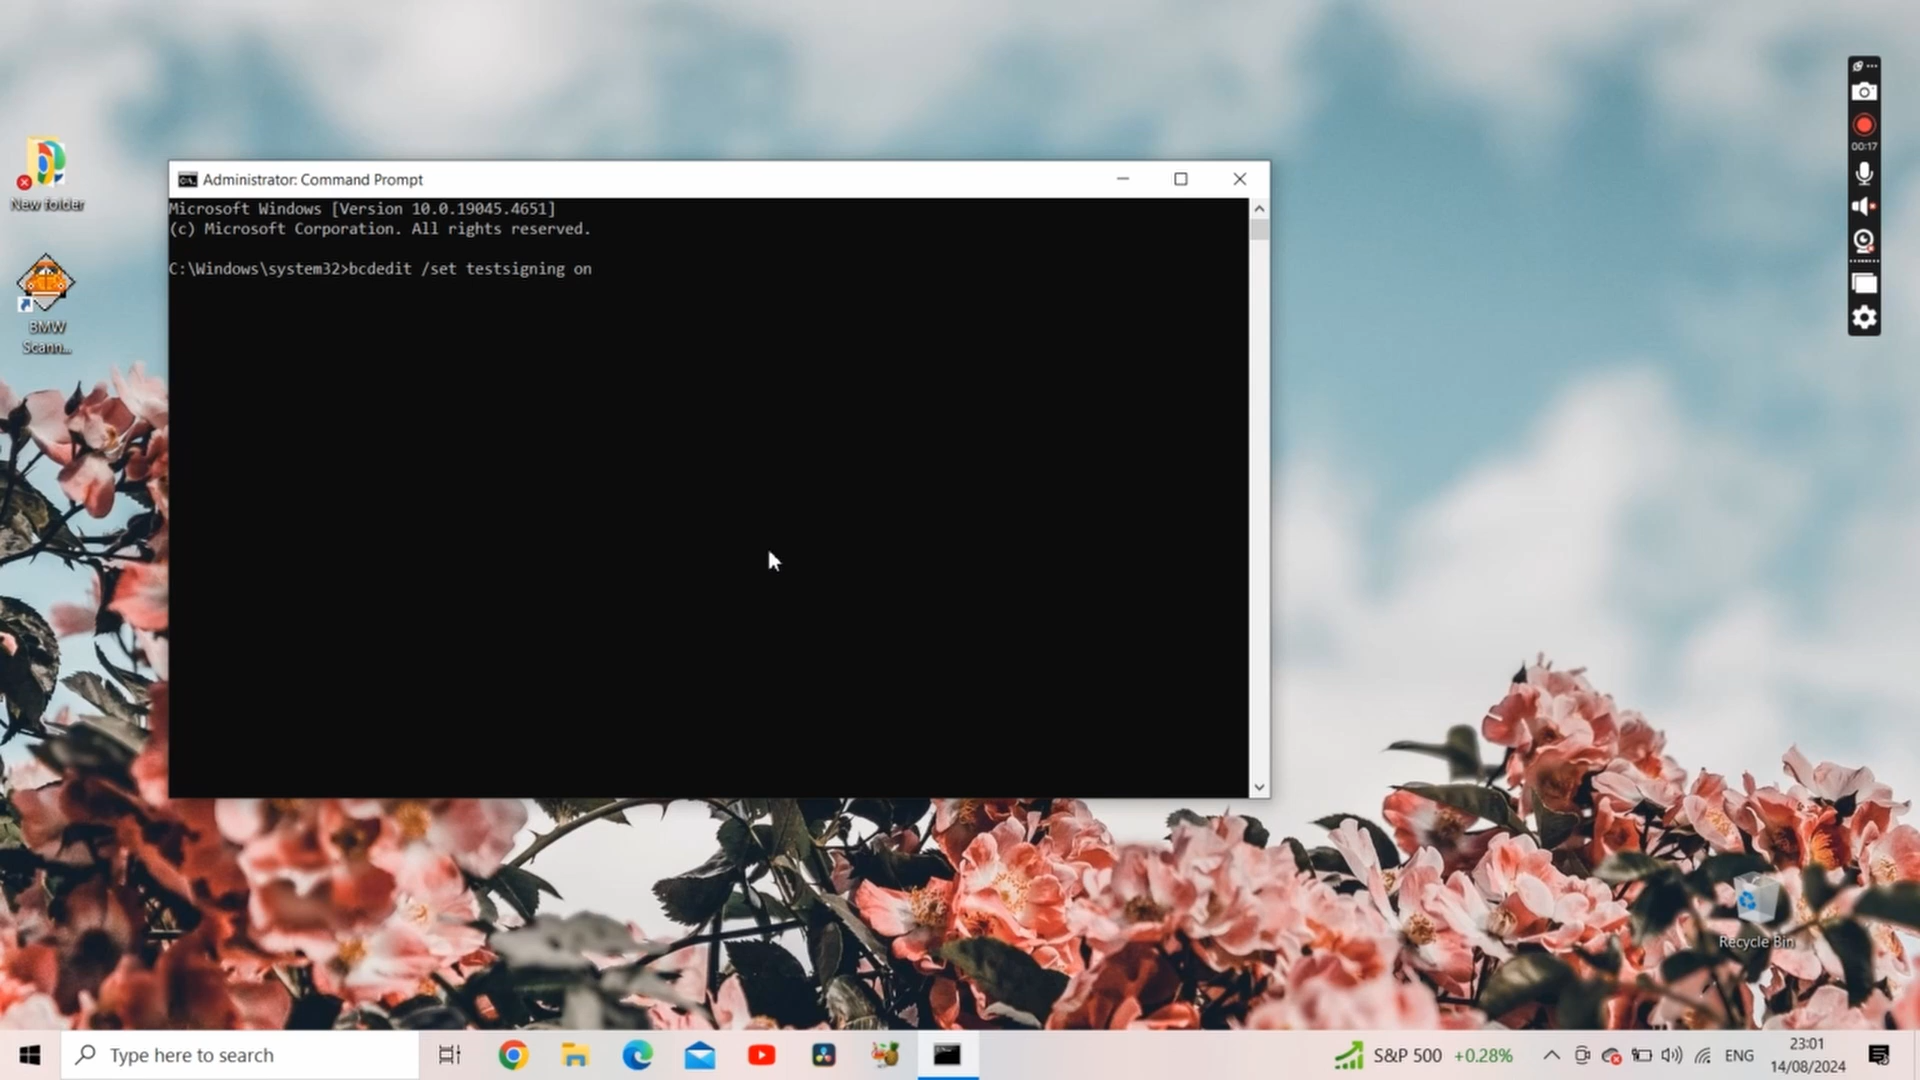 New folder
BMW
Scann...
Administrator: Command Prompt
Microsoft Windows [Version 10.0.19045.4651]
(c) Microsoft Corporation. All rights reserved.
C:\Windows\system32>bcdedit /set testsigning on
00:17
Recycle Bin
Type here to search
S&P 500 +0.28%
ENG
23:01
14/08/2024